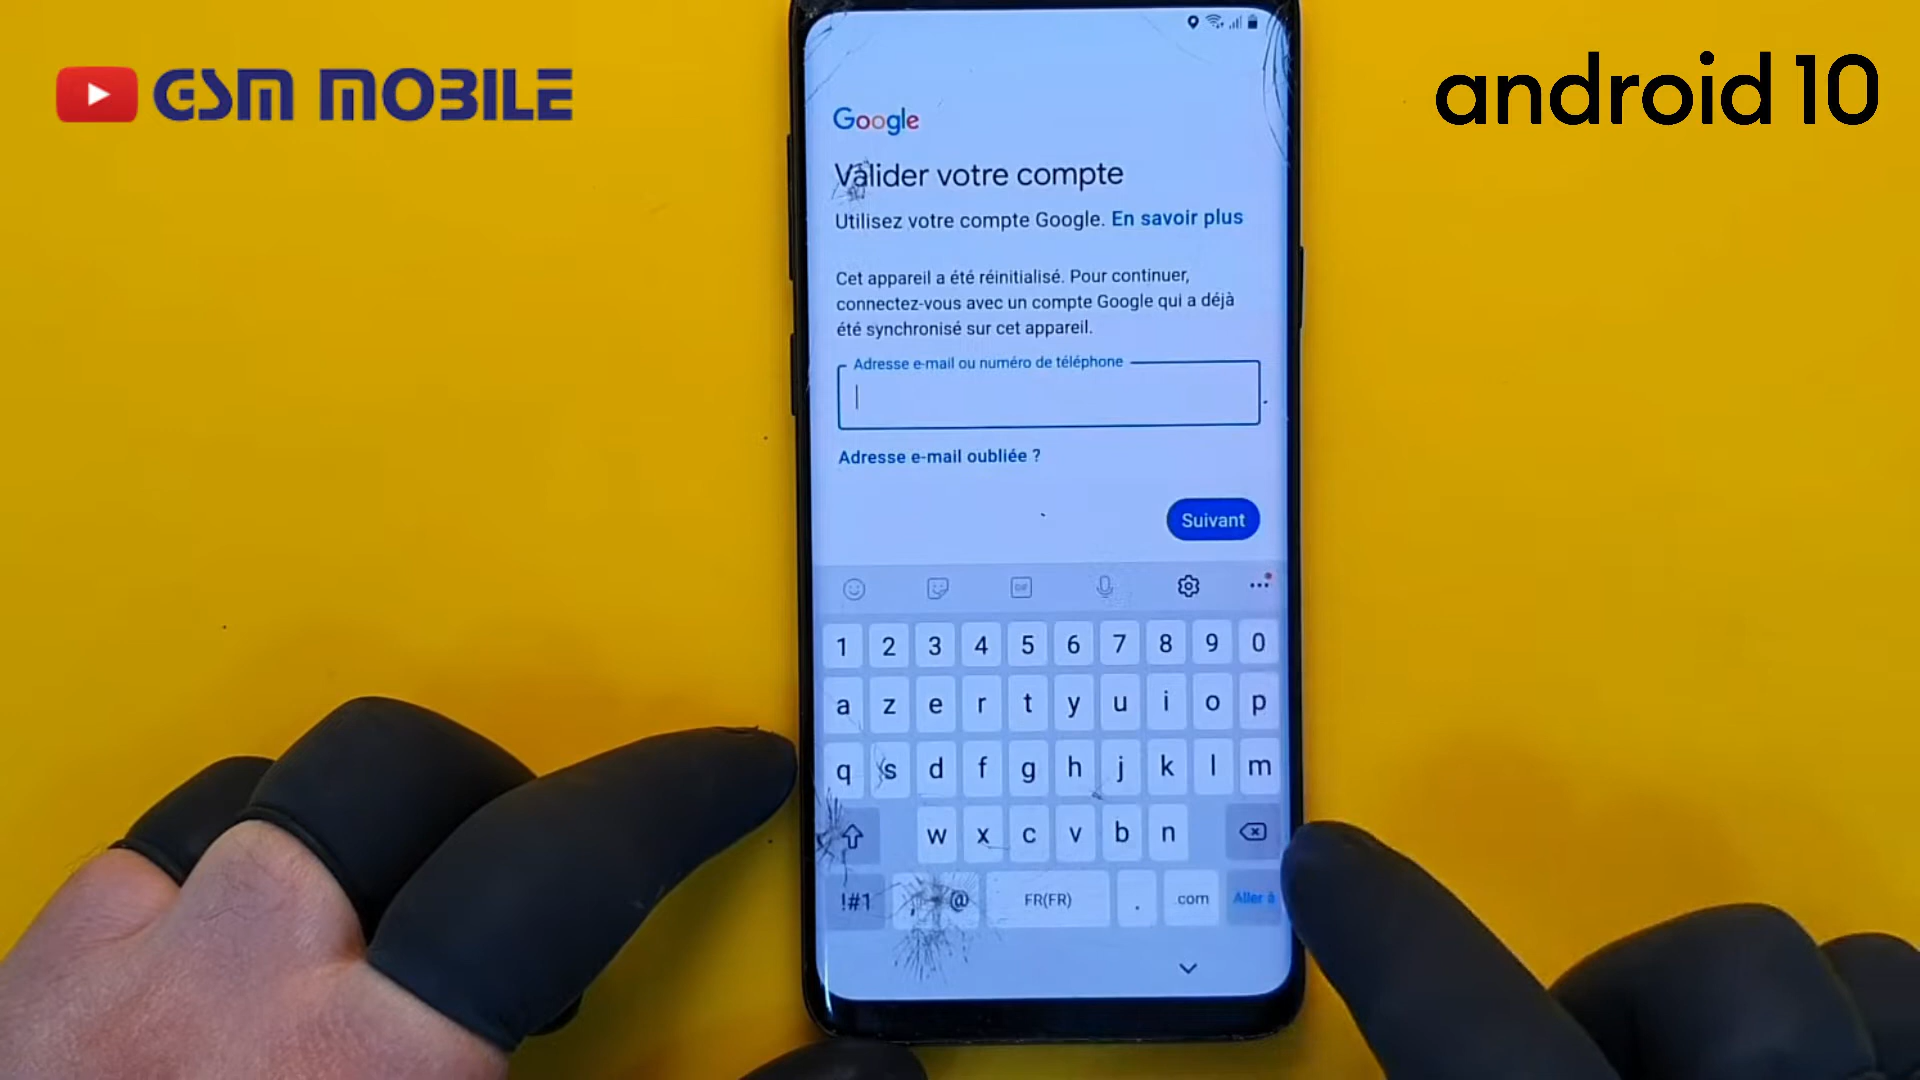 GSM MOBILE
android 10
Google
Valider votre compte
Utilisez votre compte Google. En savoir plus
Cet appareil a été réinitialisé. Pour continuer,
connectez-vous avec un compte Google qui a déjà
été synchronisé sur cet appareil.
Adresse e-mail ou numéro de téléphone
Adresse e-mail oubliée ?
Suivant
GIF
1 2 3 4 5 6 7 8 9 0
a z e r t y u i o p
q s d f g h j k l m
w x c v b n
!#1 , @ FR(FR) . .com Aller à